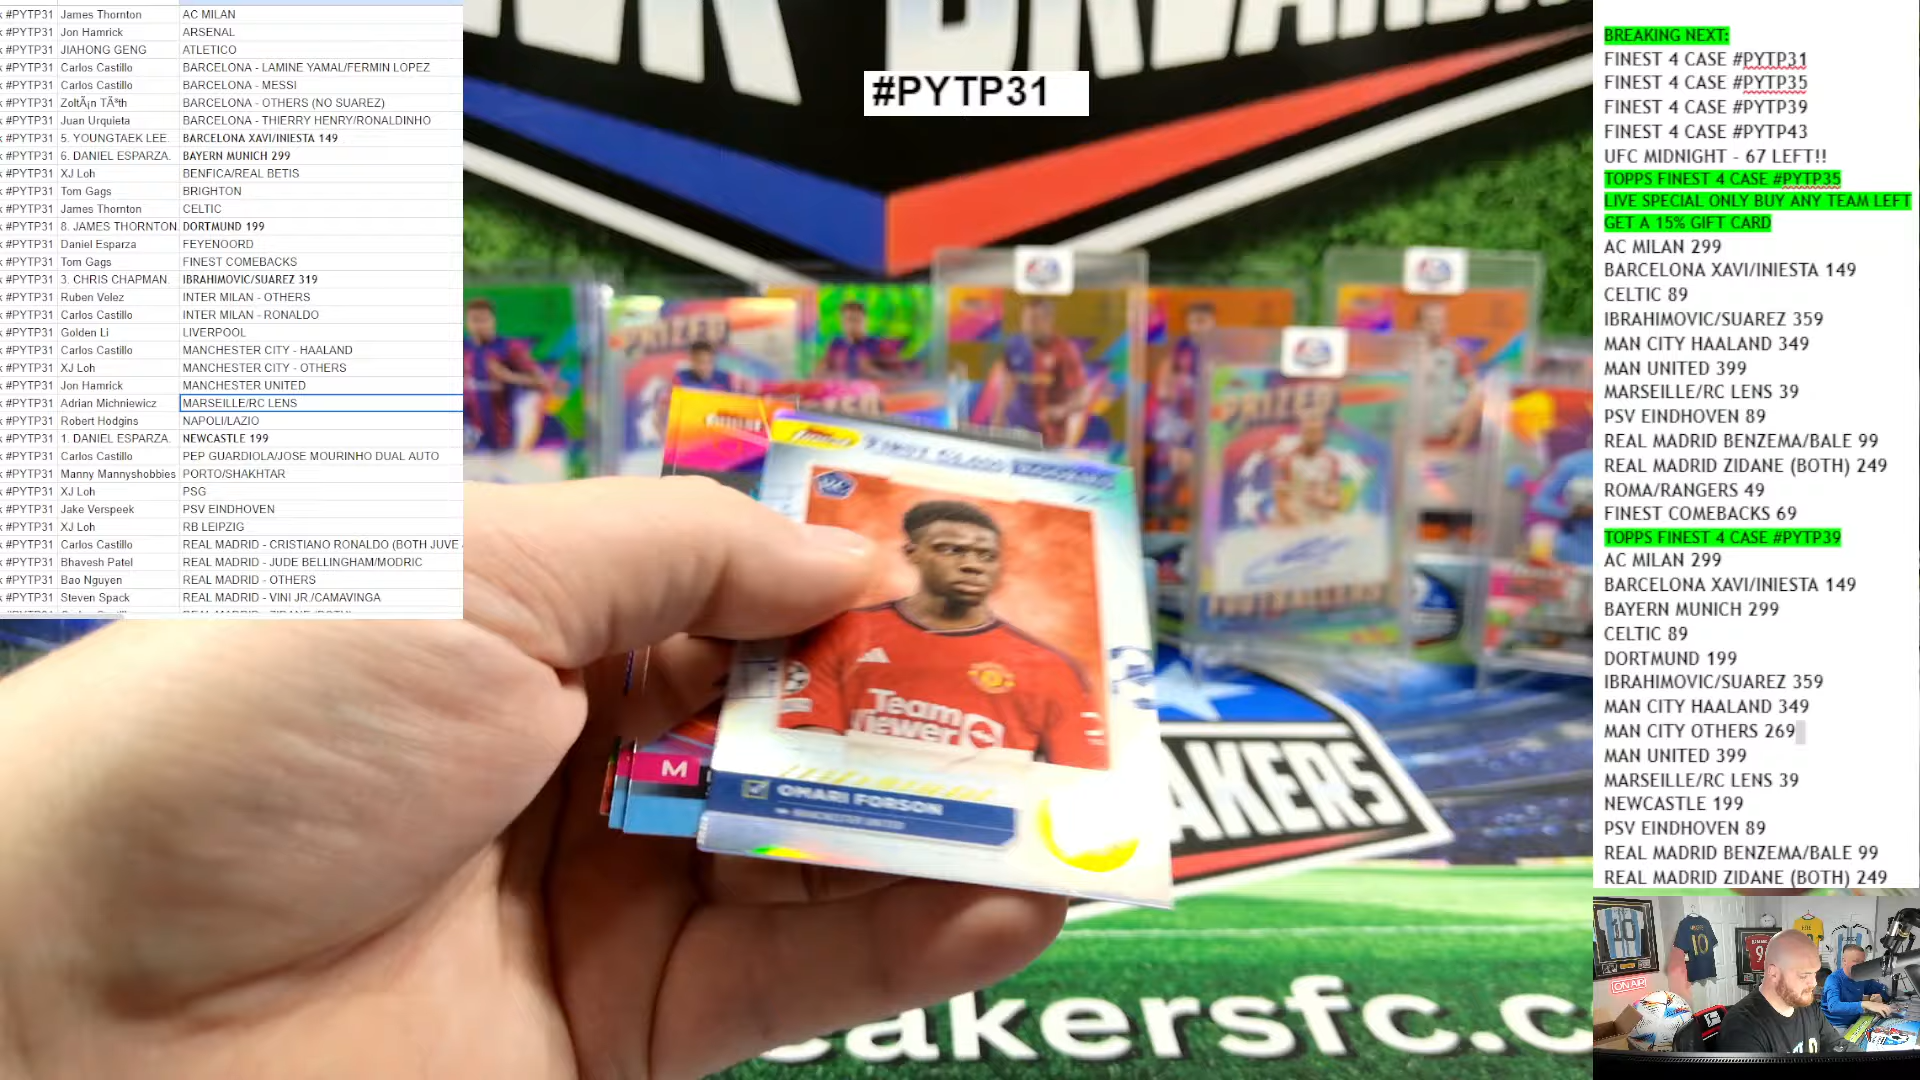 #PYTP31 James Thornton AC MILAN
#PYTP31 Jon Hamrick ARSENAL
#PYTP31 JIAHONG GENG ATLETICO
#PYTP31 Carlos Castillo BARCELONA - LAMINE YAMAL/FERMIN LOPEZ
#PYTP31 Carlos Castillo BARCELONA - MESSI
#PYTP31 ZoltÃ¡n TÃ³th BARCELONA - OTHERS (NO SUAREZ)
#PYTP31 Juan Urquieta BARCELONA - THIERRY HENRY/RONALDINHO
#PYTP31 5. YOUNGTAEK LEE. BARCELONA XAVI/INIESTA 149
#PYTP31 6. DANIEL ESPARZA. BAYERN MUNICH 299
#PYTP31 XJ Loh BENFICA/REAL BETIS
#PYTP31 Tom Gags BRIGHTON
#PYTP31 James Thornton CELTIC
#PYTP31 8. JAMES THORNTON. DORTMUND 199
#PYTP31 Daniel Esparza FEYENOORD
#PYTP31 Tom Gags FINEST COMEBACKS
#PYTP31 3. CHRIS CHAPMAN. IBRAHIMOVIC/SUAREZ 319
#PYTP31 Ruben Velez INTER MILAN - OTHERS
#PYTP31 Carlos Castillo INTER MILAN - RONALDO
#PYTP31 Golden Li LIVERPOOL
#PYTP31 Carlos Castillo MANCHESTER CITY - HAALAND
#PYTP31 XJ Loh MANCHESTER CITY - OTHERS
#PYTP31 Jon Hamrick MANCHESTER UNITED
#PYTP31 Adrian Michniewicz MARSEILLE/RC LENS
#PYTP31 Robert Hodgins NAPOLI/LAZIO
#PYTP31 1. DANIEL ESPARZA. NEWCASTLE 199
#PYTP31 Carlos Castillo PEP GUARDIOLA/JOSE MOURINHO DUAL AUTO
#PYTP31 Manny Mannyshobbies PORTO/SHAKHTAR
#PYTP31 XJ Loh PSG
#PYTP31 Jake Verspeek PSV EINDHOVEN
#PYTP31 XJ Loh RB LEIPZIG
#PYTP31 Carlos Castillo REAL MADRID - CRISTIANO RONALDO (BOTH JUVE
#PYTP31 Bhavesh Patel REAL MADRID - JUDE BELLINGHAM/MODRIC
#PYTP31 Bao Nguyen REAL MADRID - OTHERS
#PYTP31 Steven Spack REAL MADRID - VINI JR./CAMAVINGA
#PYTP31
PRIZED
PRIZED
FOOTBALLERS
Team
Viewer
M
OMARI FORSON
MANCHESTER UNITED
AKERS
eakersfc.c
BREAKING NEXT:
FINEST 4 CASE #PYTP31
FINEST 4 CASE #PYTP35
FINEST 4 CASE #PYTP39
FINEST 4 CASE #PYTP43
UFC MIDNIGHT - 67 LEFT!!
TOPPS FINEST 4 CASE #PYTP35
LIVE SPECIAL ONLY BUY ANY TEAM LEFT
GET A 15% GIFT CARD
AC MILAN 299
BARCELONA XAVI/INIESTA 149
CELTIC 89
IBRAHIMOVIC/SUAREZ 359
MAN CITY HAALAND 349
MAN UNITED 399
MARSEILLE/RC LENS 39
PSV EINDHOVEN 89
REAL MADRID BENZEMA/BALE 99
REAL MADRID ZIDANE (BOTH) 249
ROMA/RANGERS 49
FINEST COMEBACKS 69
TOPPS FINEST 4 CASE #PYTP39
AC MILAN 299
BARCELONA XAVI/INIESTA 149
BAYERN MUNICH 299
CELTIC 89
DORTMUND 199
IBRAHIMOVIC/SUAREZ 359
MAN CITY HAALAND 349
MAN CITY OTHERS 269
MAN UNITED 399
MARSEILLE/RC LENS 39
NEWCASTLE 199
PSV EINDHOVEN 89
REAL MADRID BENZEMA/BALE 99
REAL MADRID ZIDANE (BOTH) 249
ON AIR